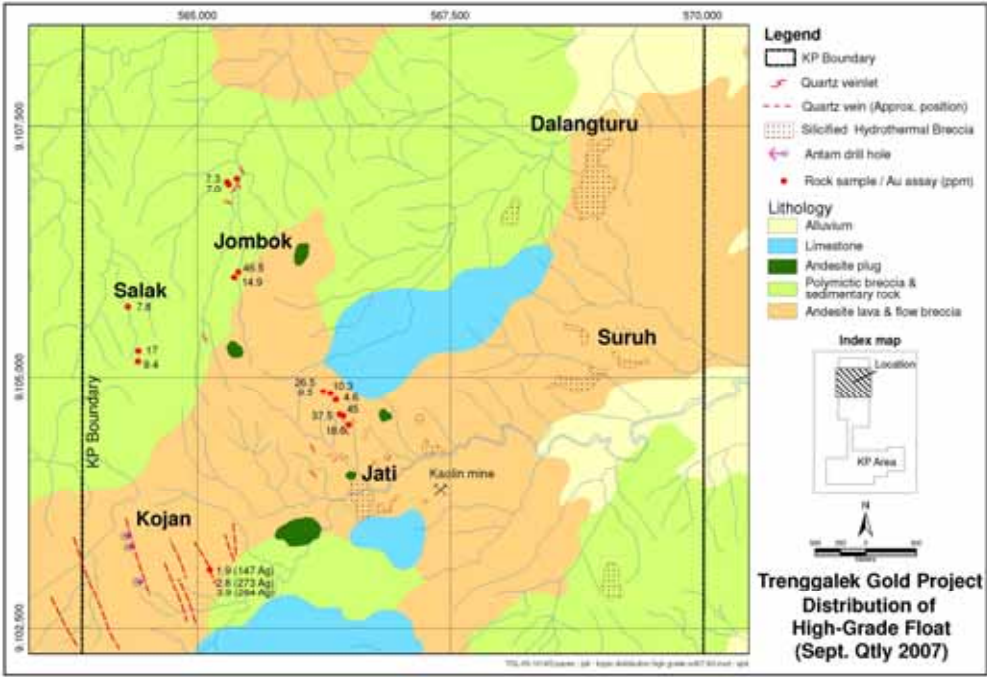 565,000
567,500
570,000
9,107,500
9,105,000
9,102,500
KP Boundary
Dalangturu
7.3
7.0
Jombok
46.5
14.9
Salak
7.8
17
8.4
Suruh
26.5
10.3
4.6
45
37.5
18.6
Jati
Kaolin mine
Kojan
1.9 (147 Ag)
2.8 (273 Ag)
3.9 (284 Ag)
Legend
KP Boundary
Quartz veinlet
Quartz vein (Approx. position)
Silicified Hydrothermal Breccia
Antam drill hole
Rock sample / Au assay (ppm)
Lithology
Alluvium
Limestone
Andesite plug
Polymictic breccia &
sedimentary rock
Andesite lava & flow breccia
Index map
Location
KP Area
N
Trenggalek Gold Project
Distribution of
High-Grade Float
(Sept. Qtly 2007)